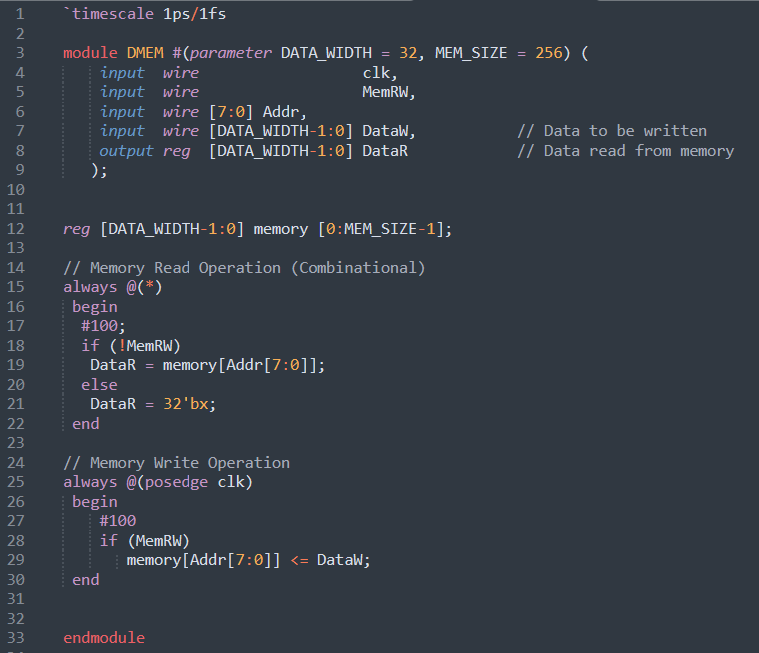 1 `timescale 1ps/1fs
2
3 module DMEM #(parameter DATA_WIDTH = 32, MEM_SIZE = 256) (
4 input wire clk,
5 input wire MemRW,
6 input wire [7:0] Addr,
7 input wire [DATA_WIDTH-1:0] DataW, // Data to be written
8 output reg [DATA_WIDTH-1:0] DataR // Data read from memory
9 );
10
11
12 reg [DATA_WIDTH-1:0] memory [0:MEM_SIZE-1];
13
14 // Memory Read Operation (Combinational)
15 always @(*)
16 begin
17 #100;
18 if (!MemRW)
19 DataR = memory[Addr[7:0]];
20 else
21 DataR = 32'bx;
22 end
23
24 // Memory Write Operation
25 always @(posedge clk)
26 begin
27 #100
28 if (MemRW)
29 memory[Addr[7:0]] <= DataW;
30 end
31
32
33 endmodule